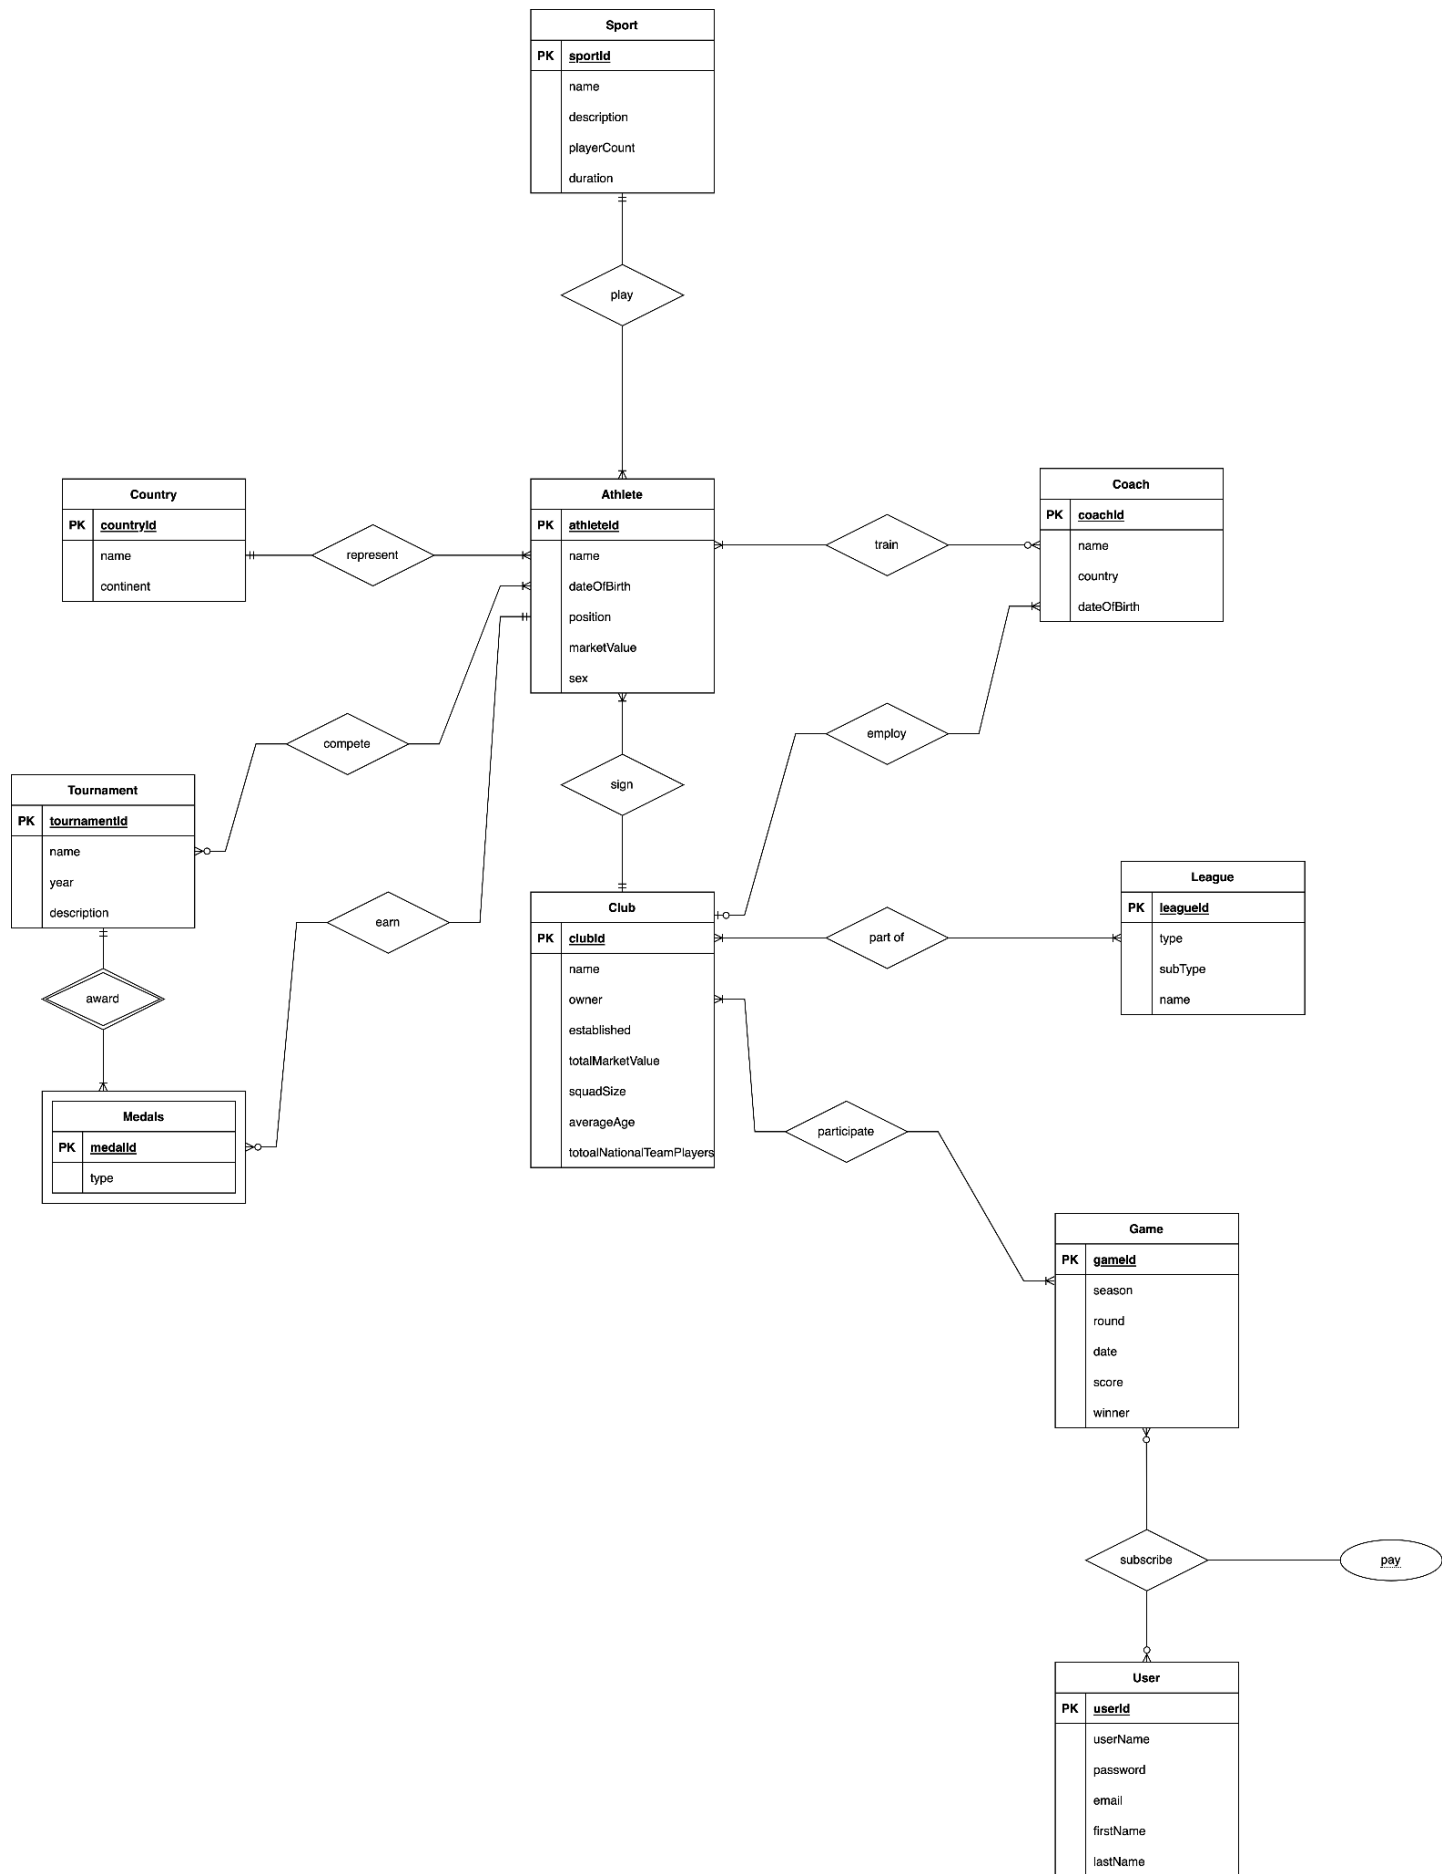 Sport
PK sportId
name
description
playerCount
duration
play
Country
PK countryId
name
continent
represent
Athlete
PK athleteId
name
dateOfBirth
position
marketValue
sex
train
Coach
PK coachId
name
country
dateOfBirth
compete
sign
employ
Tournament
PK tournamentId
name
year
description
earn
award
Medals
PK medalId
type
Club
PK clubId
name
owner
established
totalMarketValue
squadSize
averageAge
totoalNationalTeamPlayers
part of
League
PK leagueId
type
subType
name
participate
Game
PK gameId
season
round
date
score
winner
subscribe
pay
User
PK userId
userName
password
email
firstName
lastName